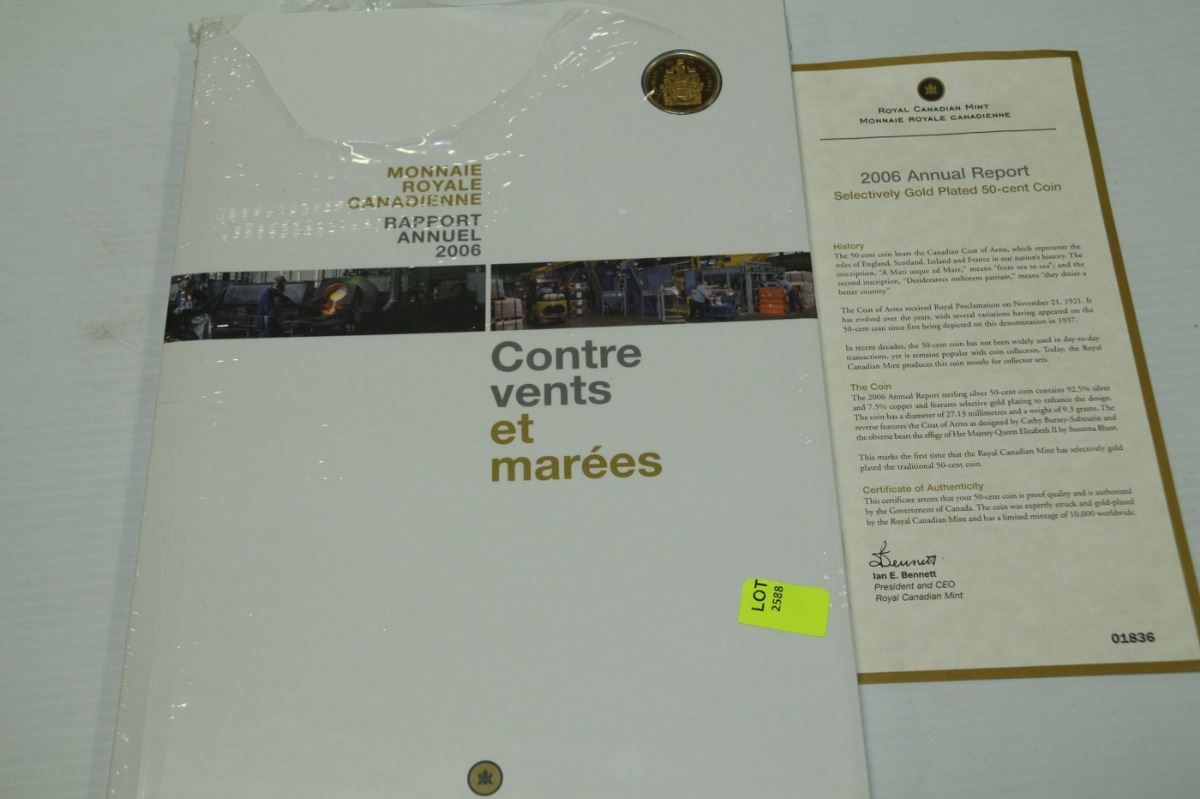 MONNAIE
ROYALE
CANADIENNE
RAPPORT
ANNUEL
2006
Contre
vents
et
marées
LOT
2588
ROYAL CANADIAN MINT
MONNAIE ROYALE CANADIENNE
2006 Annual Report
Selectively Gold Plated 50-cent Coin
History
The 50-cent coin bears the Canadian Coat of Arms, which represents the
roles of England, Scotland, Ireland and France in our nation's history. The
inscription, "A Mari usque ad Mare," means "from sea to sea"; and the
second inscription, "Desiderantes meliorem patriam," means "they desire a
better country."
The Coat of Arms received Royal Proclamation on November 21, 1921. It
has evolved over the years, with several variations having appeared on the
50-cent coin since first being depicted on this denomination in 1937.
In recent decades, the 50-cent coin has not been widely used in day-to-day
transactions, yet it remains popular with coin collectors. Today, the Royal
Canadian Mint produces this coin mostly for collector sets.
The Coin
The 2006 Annual Report sterling silver 50-cent coin contains 92.5% silver
and 7.5% copper and features selective gold plating to enhance the design.
The coin has a diameter of 27.13 millimetres and a weight of 9.3 grams. The
reverse features the Coat of Arms as designed by Cathy Bursey-Sabourin and
the obverse bears the effigy of Her Majesty Queen Elizabeth II by Susanna Blunt.
This marks the first time that the Royal Canadian Mint has selectively gold
plated the traditional 50-cent coin.
Certificate of Authenticity
This certificate attests that your 50-cent coin is proof quality and is authorized
by the Government of Canada. The coin was expertly struck and gold-plated
by the Royal Canadian Mint and has a limited mintage of 10,000 worldwide.
Bennett
Ian E. Bennett
President and CEO
Royal Canadian Mint
01836